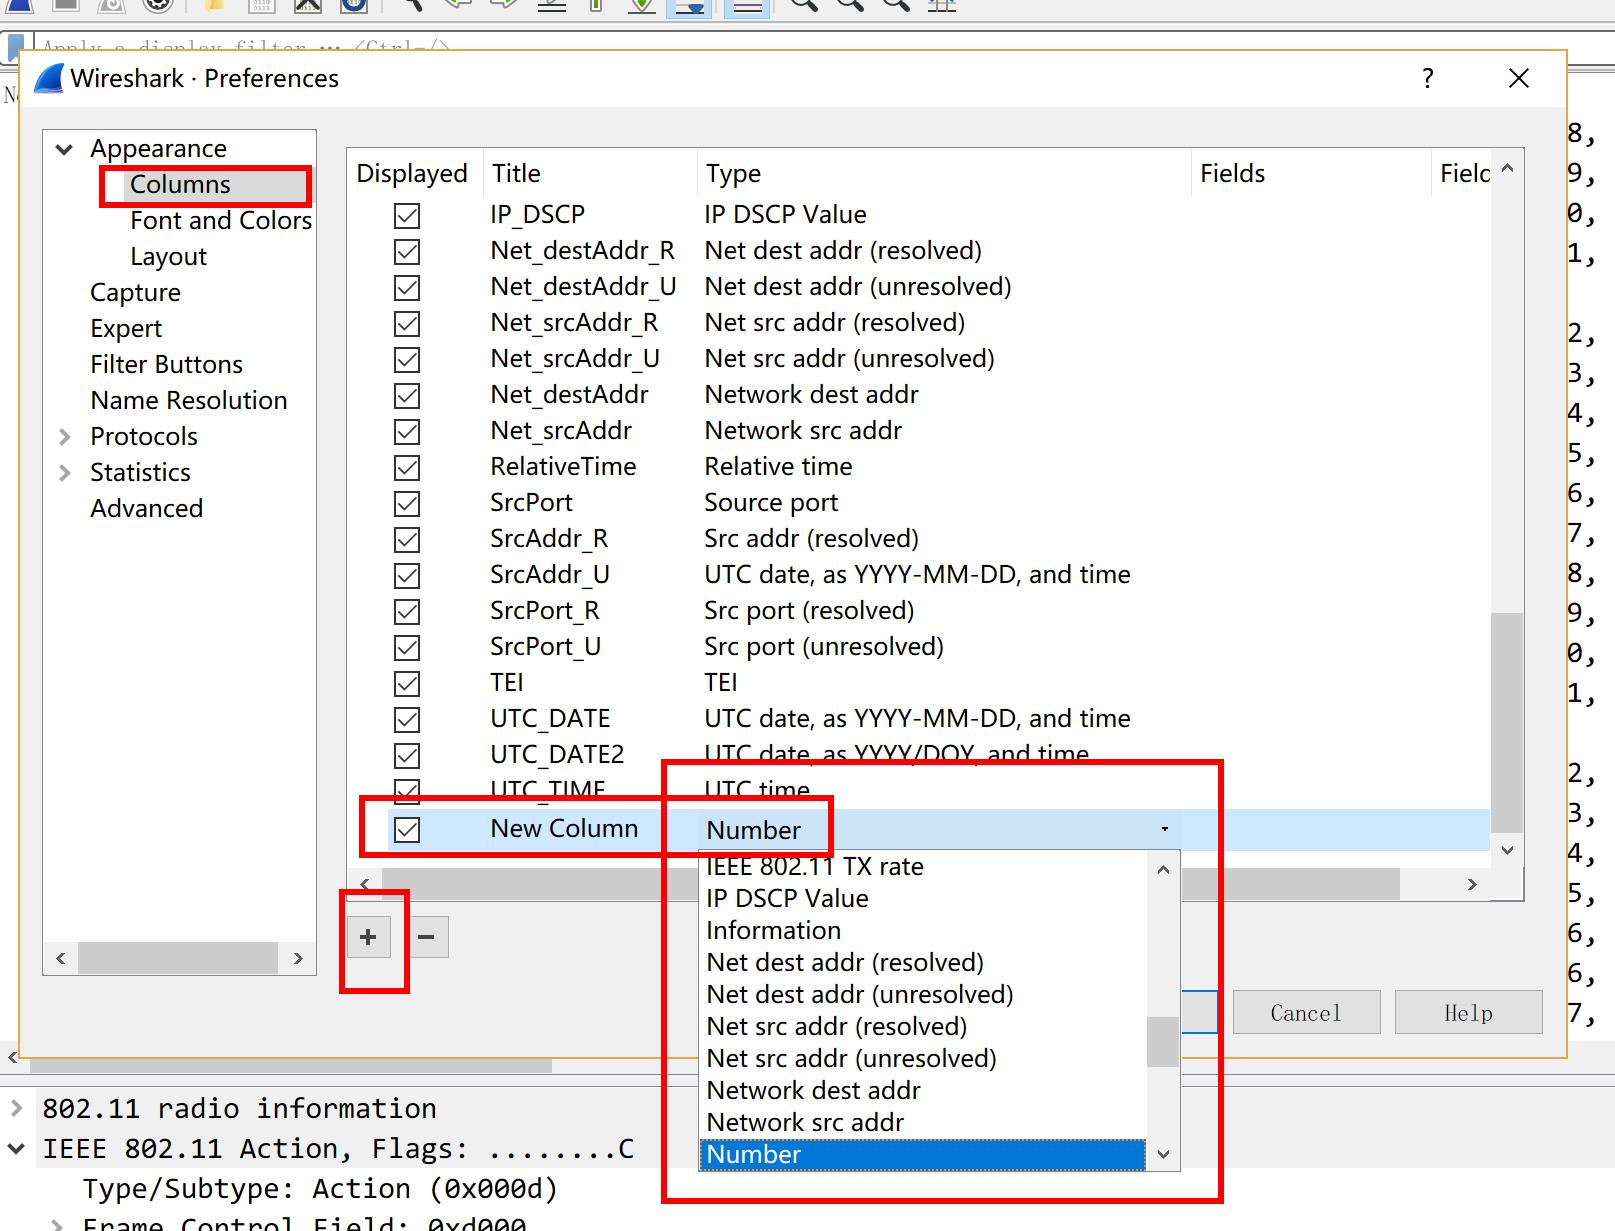 Apply a display filter … <Ctrl-/>
Wireshark · Preferences
?
Appearance
Columns
Font and Colors
Layout
Capture
Expert
Filter Buttons
Name Resolution
Protocols
Statistics
Advanced
Displayed Title Type Fields Field
IP_DSCP IP DSCP Value
Net_destAddr_R Net dest addr (resolved)
Net_destAddr_U Net dest addr (unresolved)
Net_srcAddr_R Net src addr (resolved)
Net_srcAddr_U Net src addr (unresolved)
Net_destAddr Network dest addr
Net_srcAddr Network src addr
RelativeTime Relative time
SrcPort Source port
SrcAddr_R Src addr (resolved)
SrcAddr_U UTC date, as YYYY-MM-DD, and time
SrcPort_R Src port (resolved)
SrcPort_U Src port (unresolved)
TEI TEI
UTC_DATE UTC date, as YYYY-MM-DD, and time
UTC_DATE2 UTC date, as YYYY/DOY, and time
UTC_TIME UTC time
New Column Number
IEEE 802.11 TX rate
IP DSCP Value
Information
Net dest addr (resolved)
Net dest addr (unresolved)
Net src addr (resolved)
Net src addr (unresolved)
Network dest addr
Network src addr
Number
+ −
Cancel Help
8,
9,
0,
1,
2,
3,
4,
5,
6,
7,
8,
9,
0,
1,
2,
3,
4,
5,
6,
6,
7,
802.11 radio information
IEEE 802.11 Action, Flags: ........C
Type/Subtype: Action (0x000d)
Frame Control Field: 0xd000